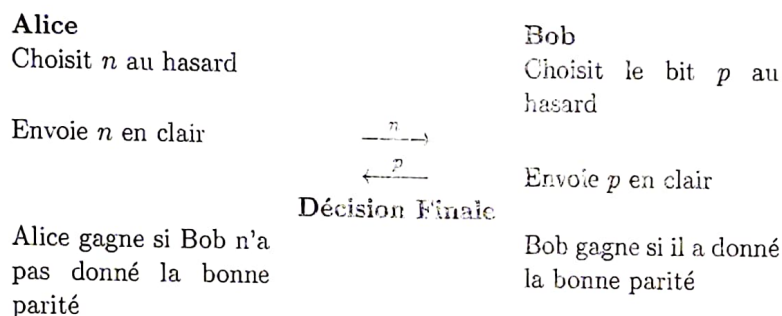 Alice
Choisit n au hasard
Bob
Choisit le bit p au
hasard
Envoie n en clair
n
p
Envoie p en clair
Décision Finale
Alice gagne si Bob n'a
pas donné la bonne
parité
Bob gagne si il a donné
la bonne parité